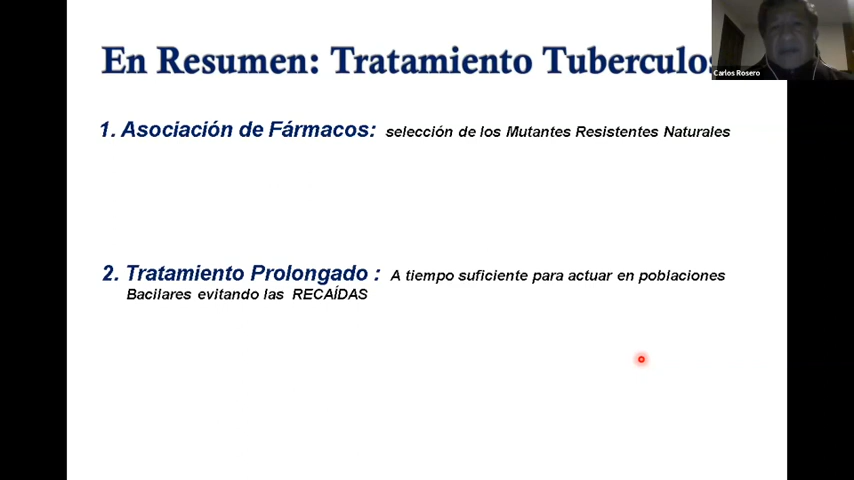 En Resumen: Tratamiento Tuberculos
Carlos Rosero
1. Asociación de Fármacos: selección de los Mutantes Resistentes Naturales
2. Tratamiento Prolongado : A tiempo suficiente para actuar en poblaciones
Bacilares evitando las RECAÍDAS